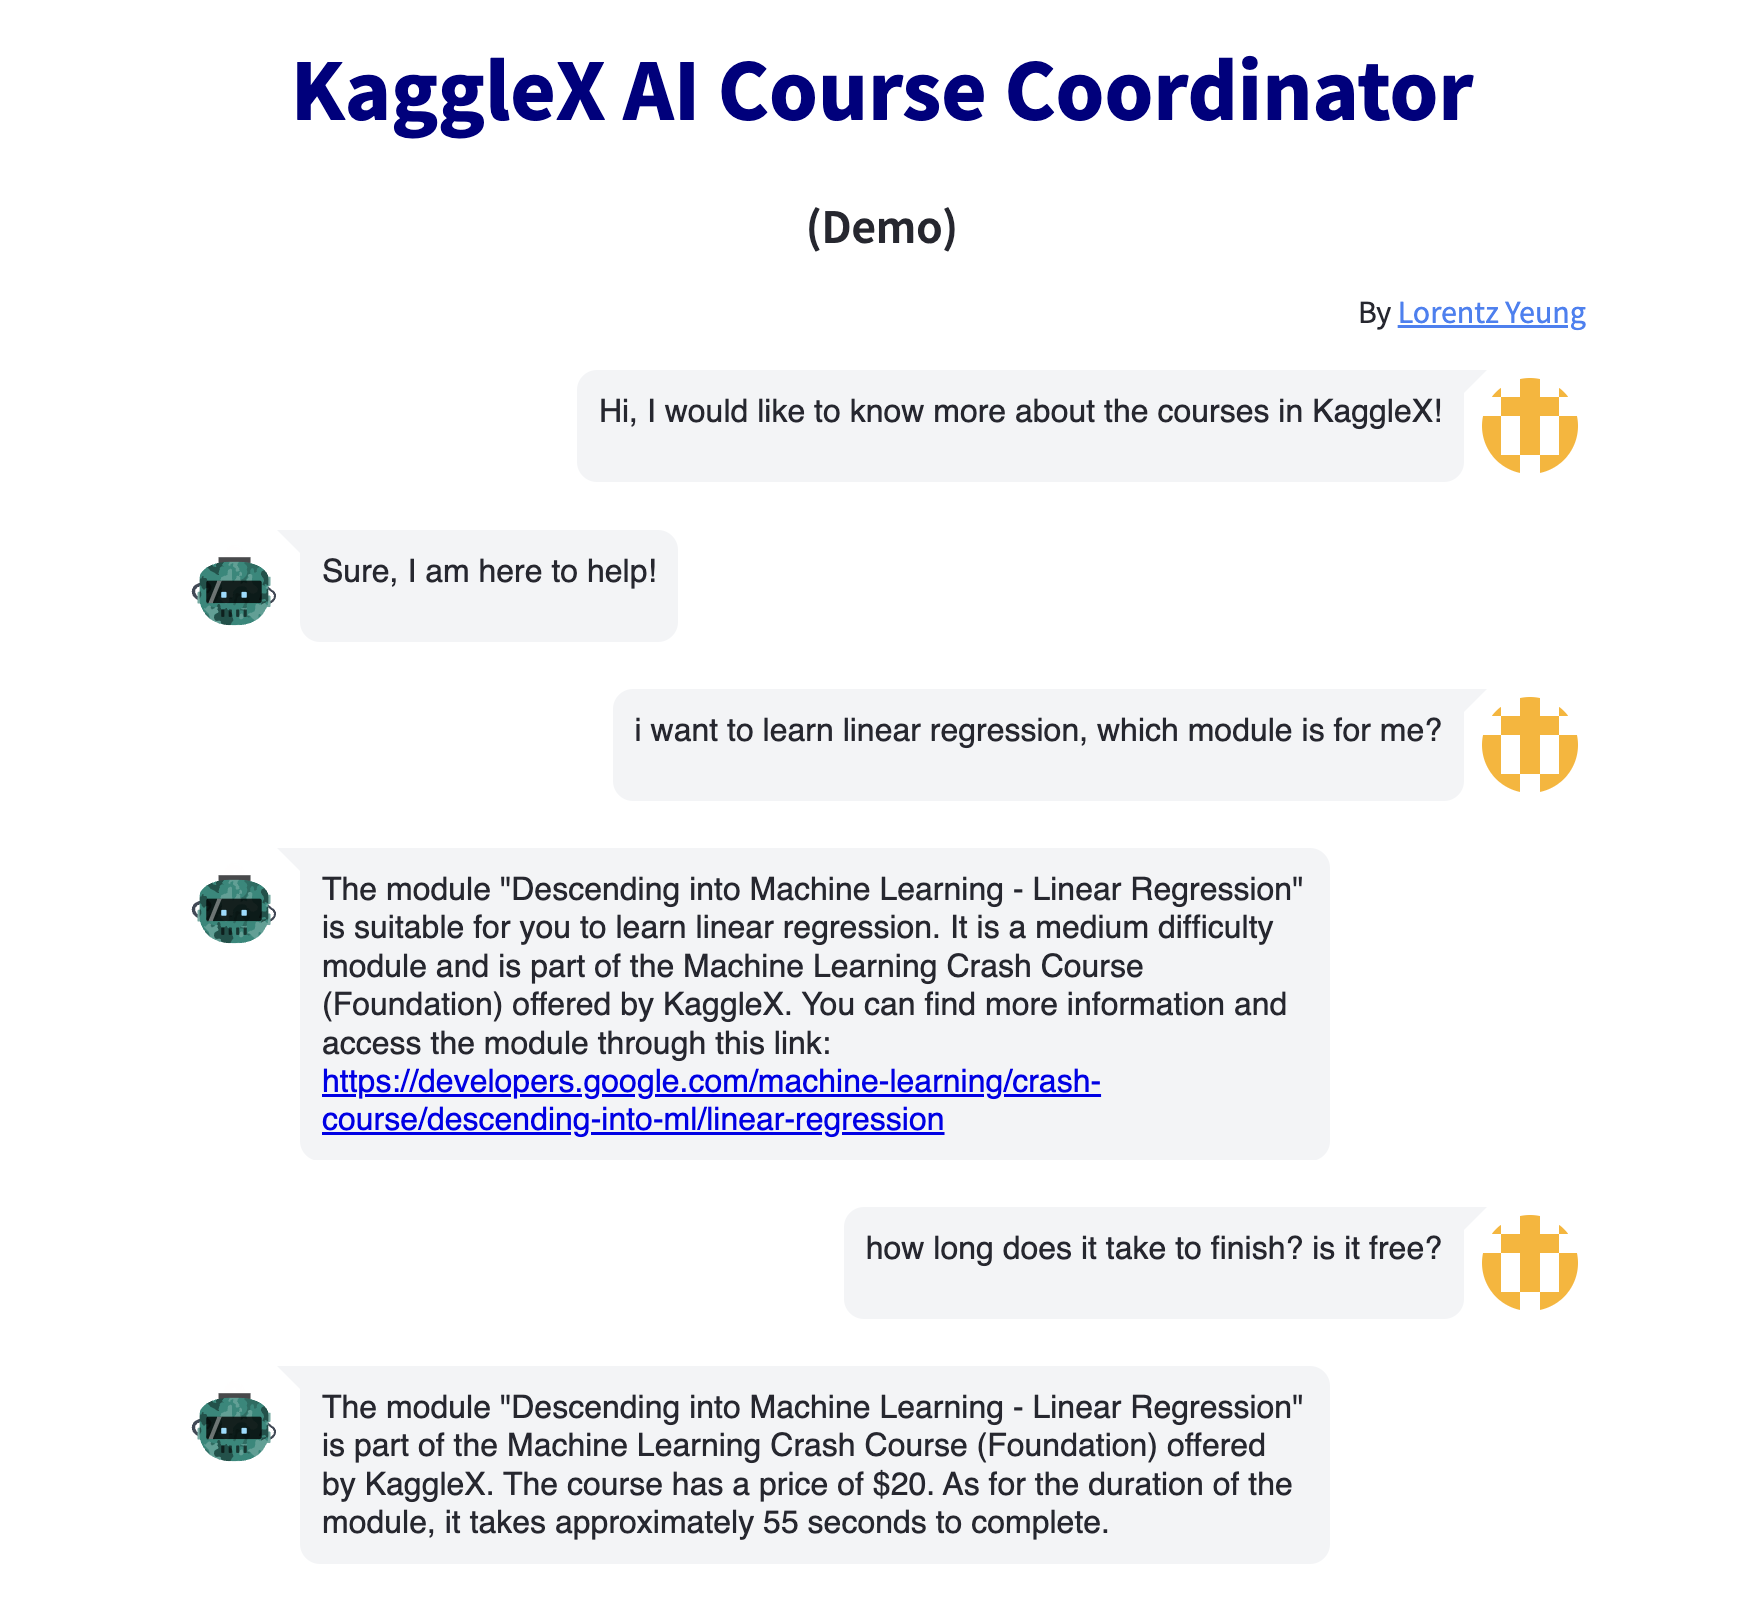 KaggleX AI Course Coordinator
(Demo)
By Lorentz Yeung
Hi, I would like to know more about the courses in KaggleX!
Sure, I am here to help!
i want to learn linear regression, which module is for me?
The module "Descending into Machine Learning - Linear Regression"
is suitable for you to learn linear regression. It is a medium difficulty
module and is part of the Machine Learning Crash Course
(Foundation) offered by KaggleX. You can find more information and
access the module through this link:
https://developers.google.com/machine-learning/crash-
course/descending-into-ml/linear-regression
how long does it take to finish? is it free?
The module "Descending into Machine Learning - Linear Regression"
is part of the Machine Learning Crash Course (Foundation) offered
by KaggleX. The course has a price of $20. As for the duration of the
module, it takes approximately 55 seconds to complete.